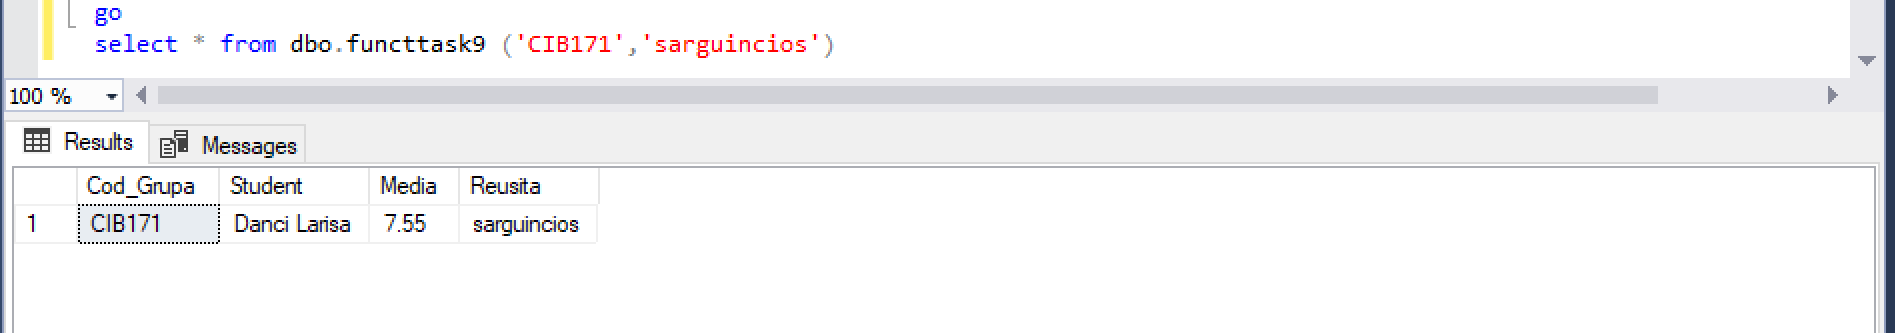 go
select * from dbo.functtask9 ('CIB171','sarguincios')
100 %
Results Messages
Cod_Grupa Student Media Reusita
1 CIB171 Danci Larisa 7.55 sarguincios